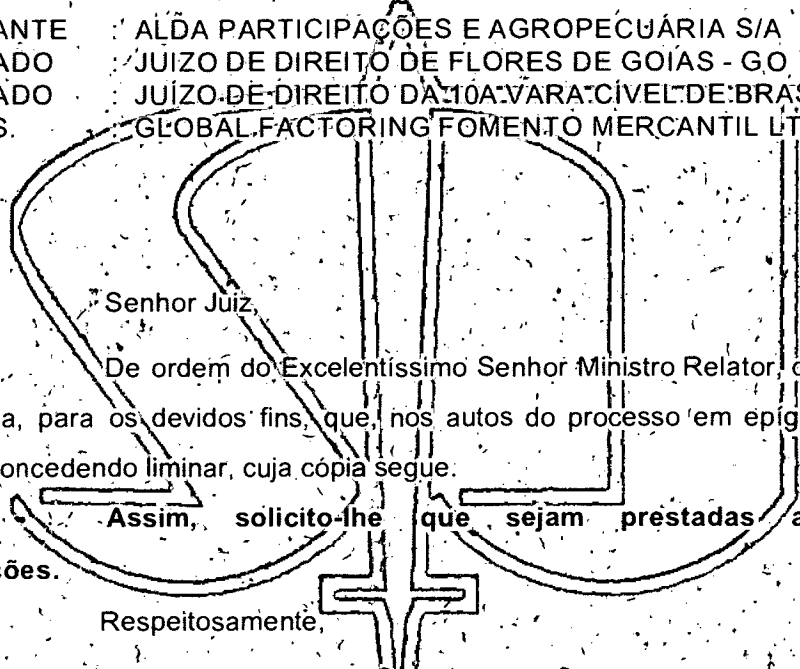 ANTE : ALDA PARTICIPAÇÕES E AGROPECUÁRIA S/A
ADO : JUIZO DE DIREITO DE FLORES DE GOIÁS - GO
ADO : JUÍZO DE DIREITO DA 10A VARA CÍVEL DE BRAS
S. : GLOBAL FACTORING FOMENTO MERCANTIL LT
Senhor Juiz,
De ordem do Excelentíssimo Senhor Ministro Relator,
a, para os devidos fins, que, nos autos do processo em epíg
oncedendo liminar, cuja cópia segue.
Assim, solicito-lhe que sejam prestadas a
ções.
Respeitosamente,